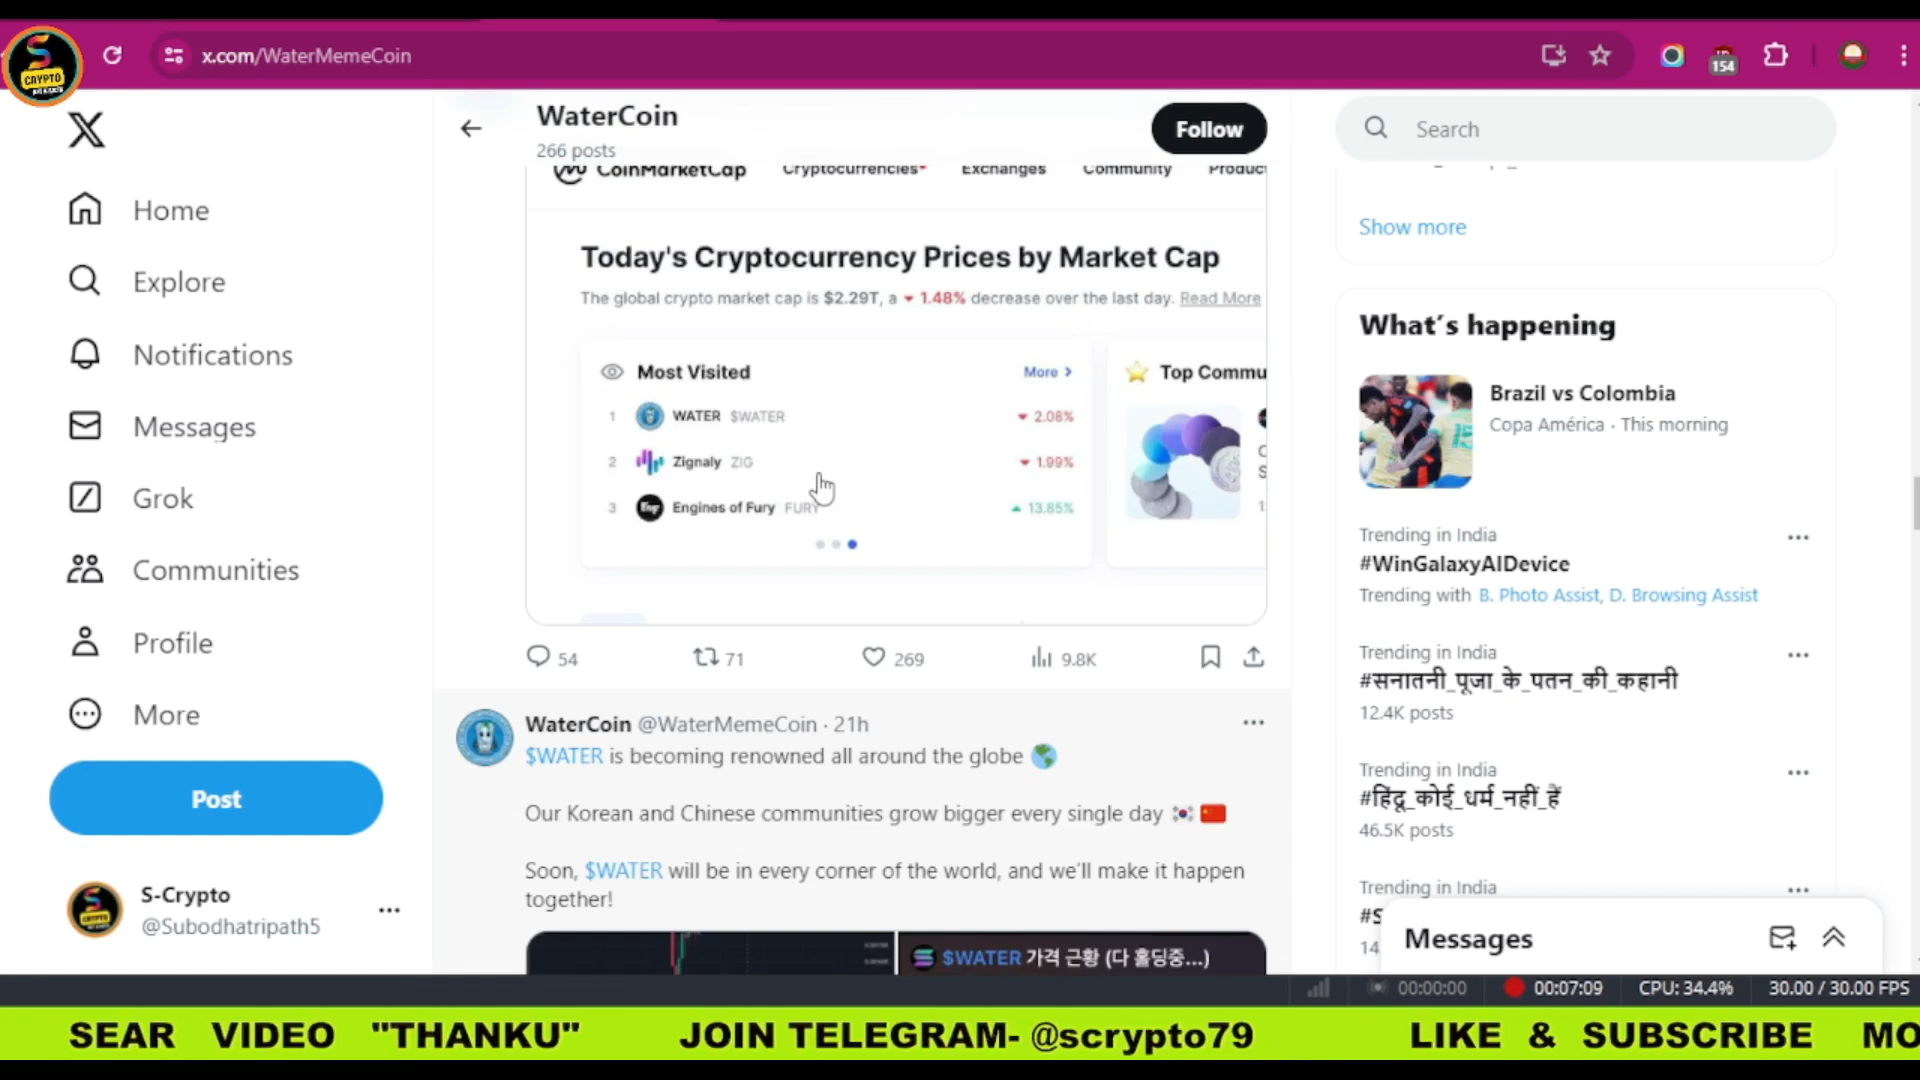 S
CRYPTO
x.com/WaterMemeCoin
154
WaterCoin
266 posts
Follow
Search
Home
Explore
Notifications
Messages
Grok
Communities
Profile
More
Post
S-Crypto
@Subodhatripath5
CoinMarketCap Cryptocurrencies Exchanges Community Produc
Today's Cryptocurrency Prices by Market Cap
The global crypto market cap is $2.29T, a 1.48% decrease over the last day. Read More
Most Visited More
1 WATER $WATER 2.08%
2 Zignaly ZIG 1.99%
3 Engines of Fury FURY 13.85%
Top Commu
54 71 269 9.8K
WaterCoin @WaterMemeCoin · 21h
$WATER is becoming renowned all around the globe
Our Korean and Chinese communities grow bigger every single day
Soon, $WATER will be in every corner of the world, and we'll make it happen
together!
$WATER 가격 근황 (다 홀딩중...)
Show more
What's happening
Brazil vs Colombia
Copa América · This morning
Trending in India
#WinGalaxyAIDevice
Trending with B. Photo Assist, D. Browsing Assist
Trending in India
#सनातनी_पूजा_के_पतन_की_कहानी
12.4K posts
Trending in India
#हिंदू_कोई_धर्म_नहीं_हैं
46.5K posts
Trending in India
#S
14
Messages
00:00:00 00:07:09 CPU: 34.4% 30.00 / 30.00 FPS
SEAR VIDEO "THANKU" JOIN TELEGRAM- @scrypto79 LIKE & SUBSCRIBE MO